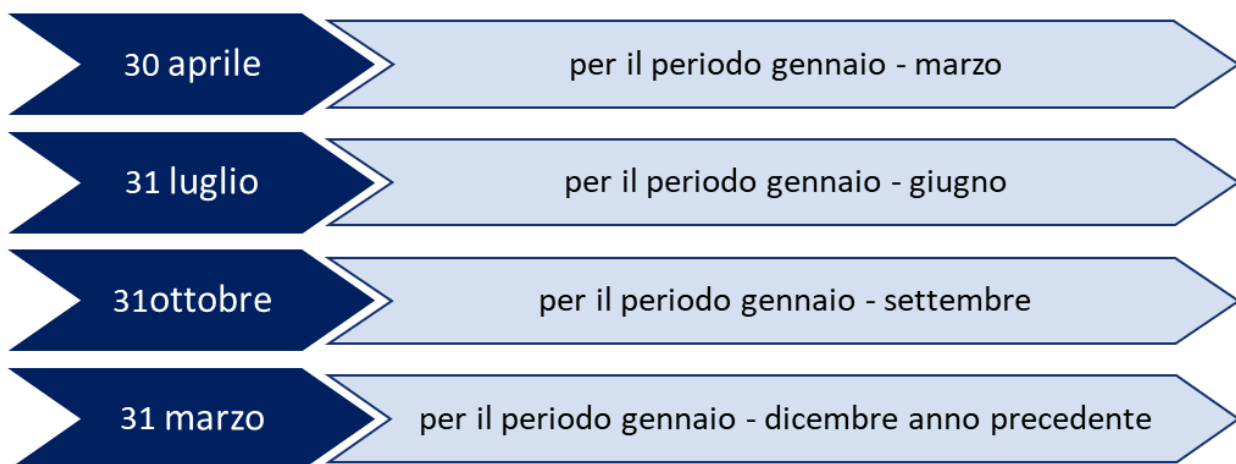 30 aprile
per il periodo gennaio - marzo
31 luglio
per il periodo gennaio - giugno
31ottobre
per il periodo gennaio - settembre
31 marzo
per il periodo gennaio - dicembre anno precedente